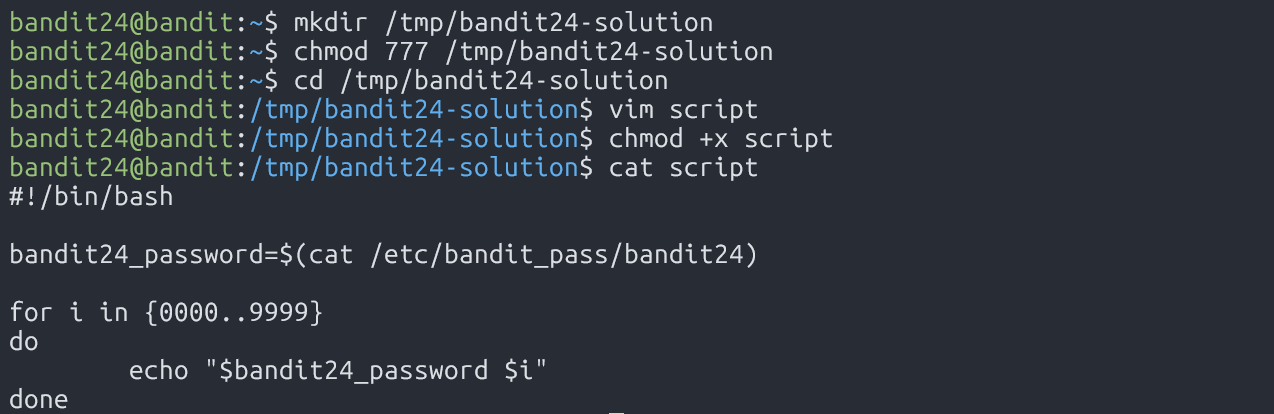 bandit24@bandit:~$ mkdir /tmp/bandit24-solution
bandit24@bandit:~$ chmod 777 /tmp/bandit24-solution
bandit24@bandit:~$ cd /tmp/bandit24-solution
bandit24@bandit:/tmp/bandit24-solution$ vim script
bandit24@bandit:/tmp/bandit24-solution$ chmod +x script
bandit24@bandit:/tmp/bandit24-solution$ cat script
#!/bin/bash

bandit24_password=$(cat /etc/bandit_pass/bandit24)

for i in {0000..9999}
do
        echo "$bandit24_password $i"
done